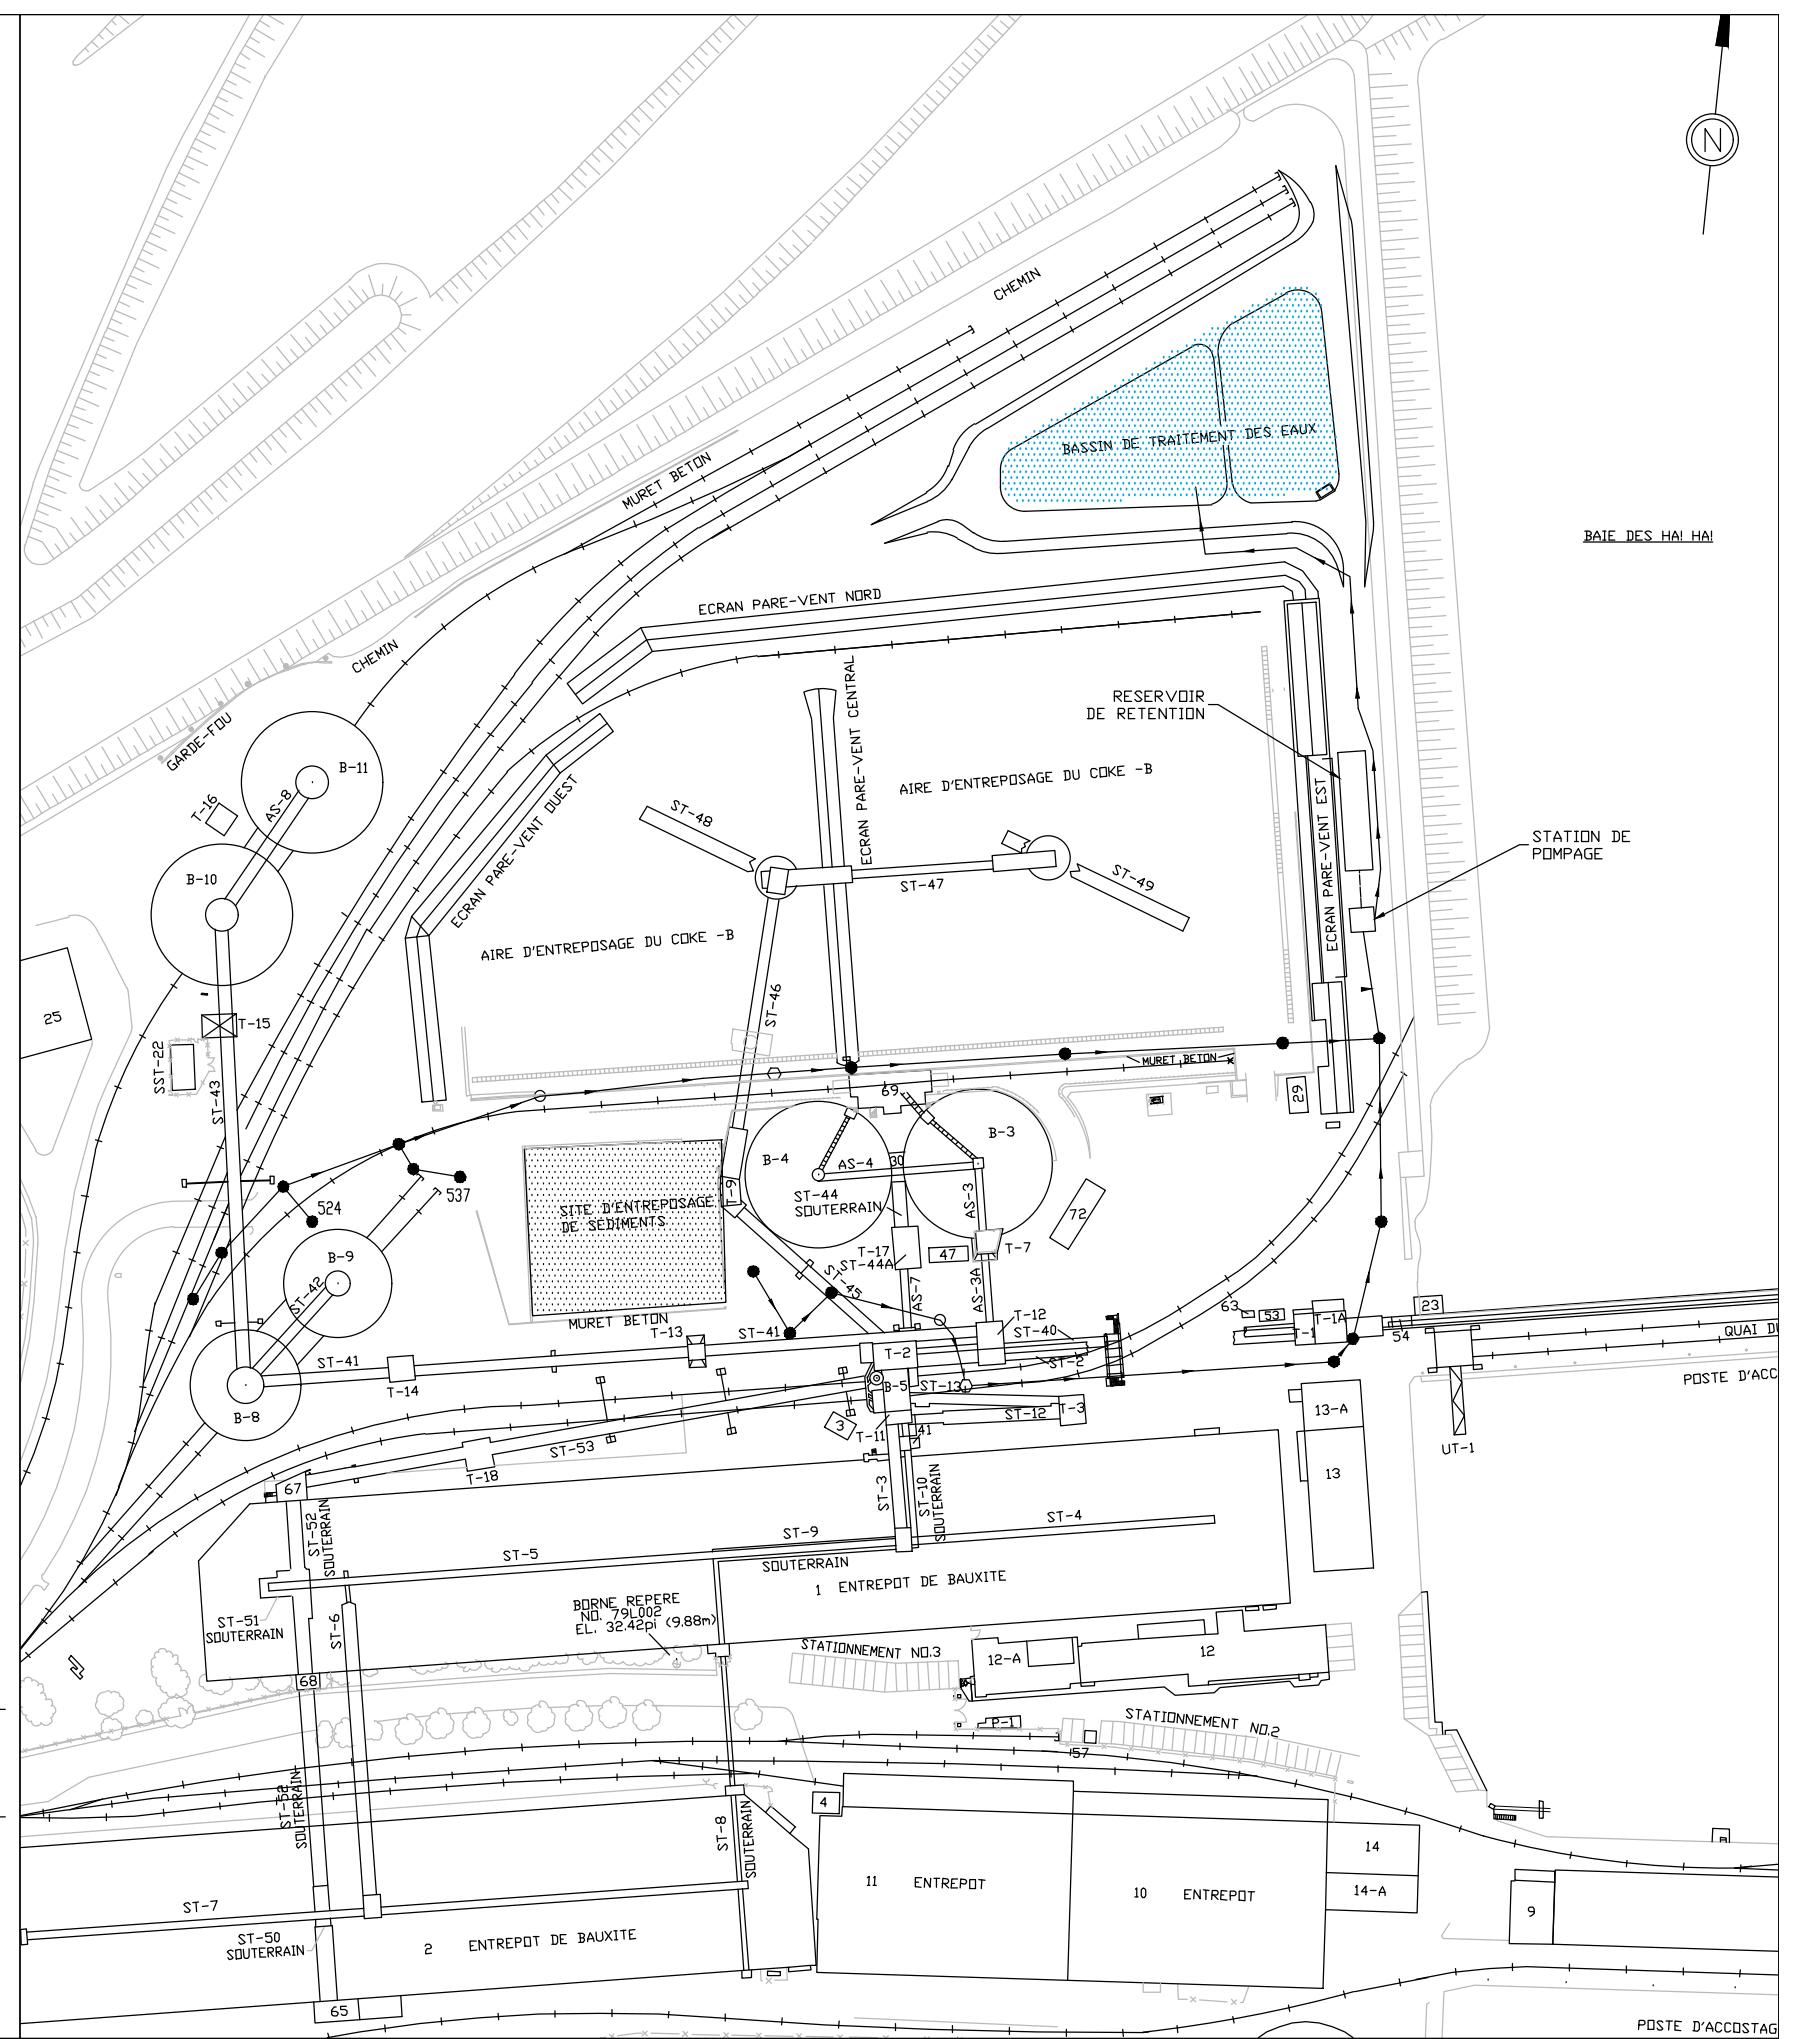 N
CHEMIN
BASSIN DE TRAITEMENT DES EAUX
MURET BETON
BAIE DES HA! HA!
ECRAN PARE-VENT NORD
CHEMIN
GARDE-FOU
B-11
T-16
AS-8
ECRAN PARE-VENT OUEST
ECRAN PARE-VENT CENTRAL
RESERVOIR
DE RETENTION
AIRE D'ENTREPOSAGE DU COKE -B
ECRAN PARE-VENT EST
STATION DE
POMPAGE
ST-48
ST-47
ST-49
B-10
AIRE D'ENTREPOSAGE DU COKE -B
ST-46
25
T-15
SST-22
ST-43
MURET BETON
69
29
B-3
B-4
AS-4
30
ST-44
SOUTERRAIN
AS-3
72
T-9
537
524
SITE D'ENTREPOSAGE
DE SEDIMENTS
B-9
ST-42
T-17
ST-44A
47
T-7
ST-45
AS-7
AS-3A
MURET BETON
T-13
ST-41
T-12
ST-40
63
53
T-1
T-1A
23
54
QUAI DU
ST-41
T-14
T-2
ST-2
B-5
ST-13
POSTE D'ACC
B-8
3
T-11
41
ST-12
T-3
13-A
ST-53
T-18
UT-1
67
13
ST-52
SOUTERRAIN
ST-3
ST-10
SOUTERRAIN
ST-9
ST-4
ST-5
SOUTERRAIN
1 ENTREPOT DE BAUXITE
BORNE REPERE
NO. 79L002
EL. 32.42pi (9.88m)
ST-51
SOUTERRAIN
ST-6
STATIONNEMENT NO.3
12-A
12
68
P-1
STATIONNEMENT NO.2
57
ST-52
SOUTERRAIN
4
ST-8
SOUTERRAIN
14
11 ENTREPOT
10 ENTREPOT
14-A
9
ST-7
ST-50
SOUTERRAIN
2 ENTREPOT DE BAUXITE
65
POSTE D'ACCOSTAG